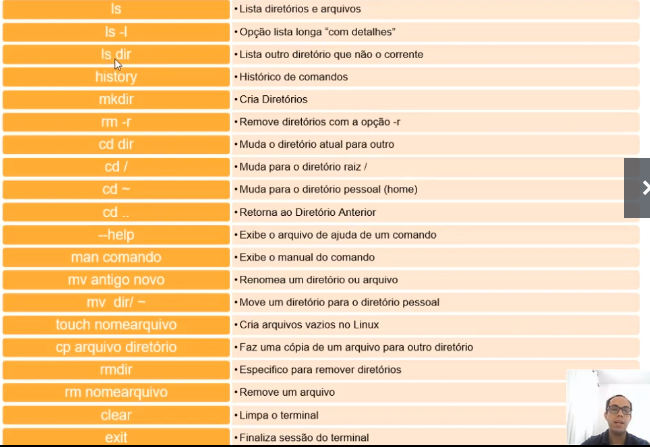 ls • Lista diretórios e arquivos
ls -l • Opção lista longa "com detalhes"
ls dir • Lista outro diretório que não o corrente
history • Histórico de comandos
mkdir • Cria Diretórios
rm -r • Remove diretórios com a opção -r
cd dir • Muda o diretório atual para outro
cd / • Muda para o diretório raiz /
cd ~ • Muda para o diretório pessoal (home)
cd .. • Retorna ao Diretório Anterior
--help • Exibe o arquivo de ajuda de um comando
man comando • Exibe o manual do comando
mv antigo novo • Renomea um diretório ou arquivo
mv dir/ ~ • Move um diretório para o diretório pessoal
touch nomearquivo • Cria arquivos vazios no Linux
cp arquivo diretório • Faz uma cópia de um arquivo para outro diretório
rmdir • Especifico para remover diretórios
rm nomearquivo • Remove um arquivo
clear • Limpa o terminal
exit • Finaliza sessão do terminal